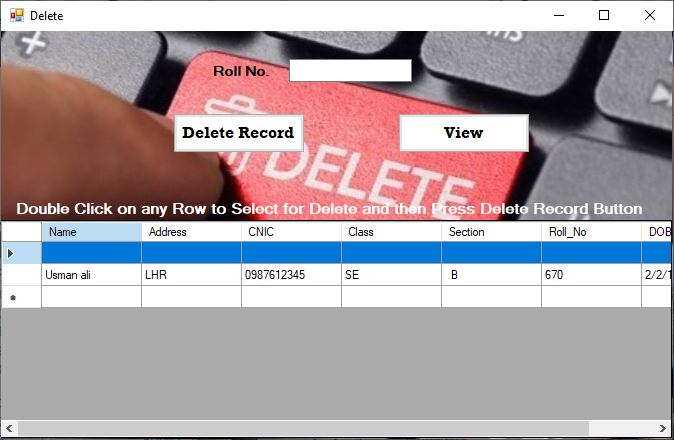 Delete
Roll No.
Delete Record View
DELETE
Double Click on any Row to Select for Delete and then Press Delete Record Button
Name Address CNIC Class Section Roll_No DOB
Usman ali LHR 0987612345 SE B 670 2/2/1